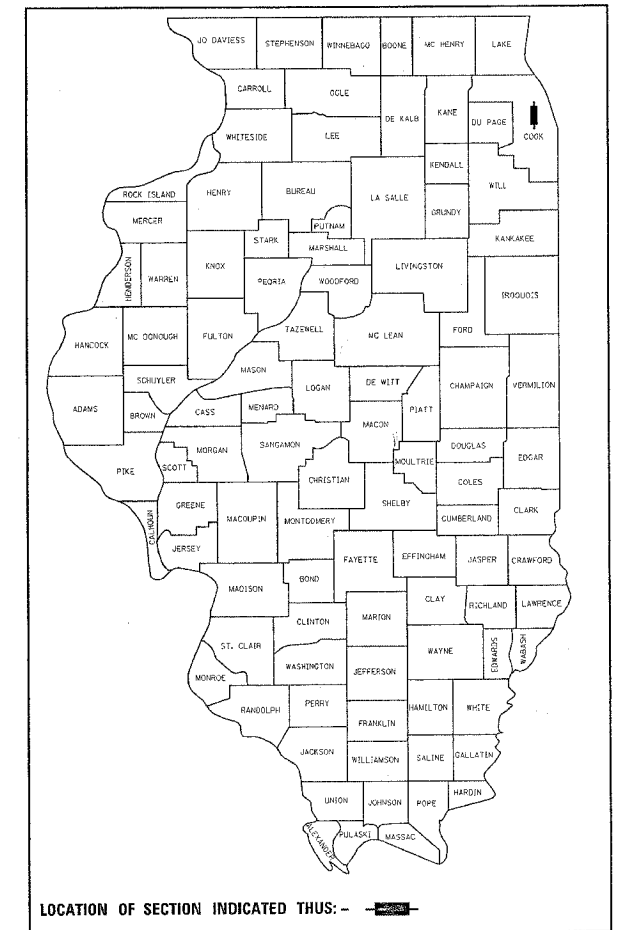 JO DAVIESS STEPHENSON WINNEBAGO BOONE MC HENRY LAKE
CARROLL OGLE
DE KALB KANE DU PAGE
COOK
WHITESIDE LEE
KENDALL
WILL
ROCK ISLAND HENRY BUREAU LA SALLE
GRUNDY
MERCER PUTNAM
STARK MARSHALL KANKAKEE
HENDERSON WARREN KNOX PEORIA WOODFORD LIVINGSTON
IROQUOIS
HANCOCK MC DONOUGH FULTON TAZEWELL MC LEAN FORD
MASON
SCHUYLER LOGAN DE WITT CHAMPAIGN VERMILION
ADAMS BROWN CASS MENARD PIATT
MACON
PIKE SCOTT MORGAN SANGAMON MOULTRIE DOUGLAS EDGAR
CHRISTIAN COLES
CALHOUN GREENE MACOUPIN MONTGOMERY SHELBY CUMBERLAND CLARK
JERSEY
FAYETTE EFFINGHAM JASPER CRAWFORD
MADISON BOND
CLAY RICHLAND LAWRENCE
CLINTON MARION
ST. CLAIR WAYNE EDWARDS WABASH
WASHINGTON JEFFERSON
MONROE
RANDOLPH PERRY HAMILTON WHITE
FRANKLIN
JACKSON WILLIAMSON SALINE GALLATIN
UNION JOHNSON POPE HARDIN
ALEXANDER PULASKI MASSAC
LOCATION OF SECTION INDICATED THUS: -